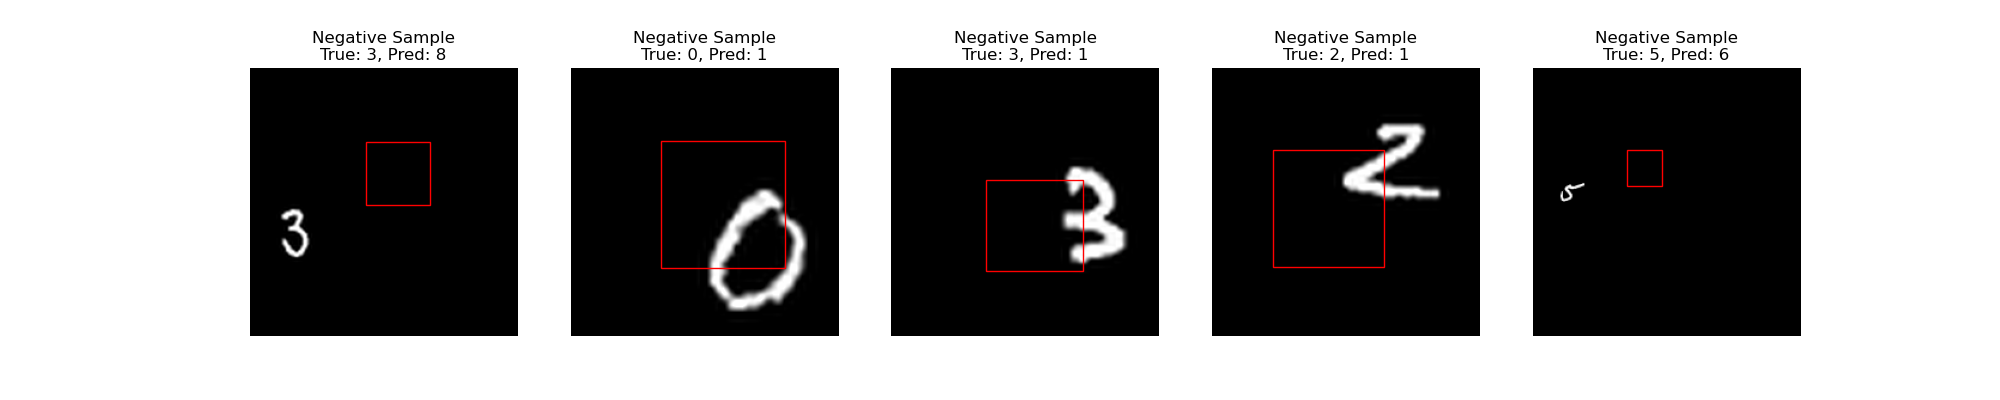 Negative Sample
True: 3, Pred: 8
Negative Sample
True: 0, Pred: 1
Negative Sample
True: 3, Pred: 1
Negative Sample
True: 2, Pred: 1
Negative Sample
True: 5, Pred: 6
3
0
3
2
5